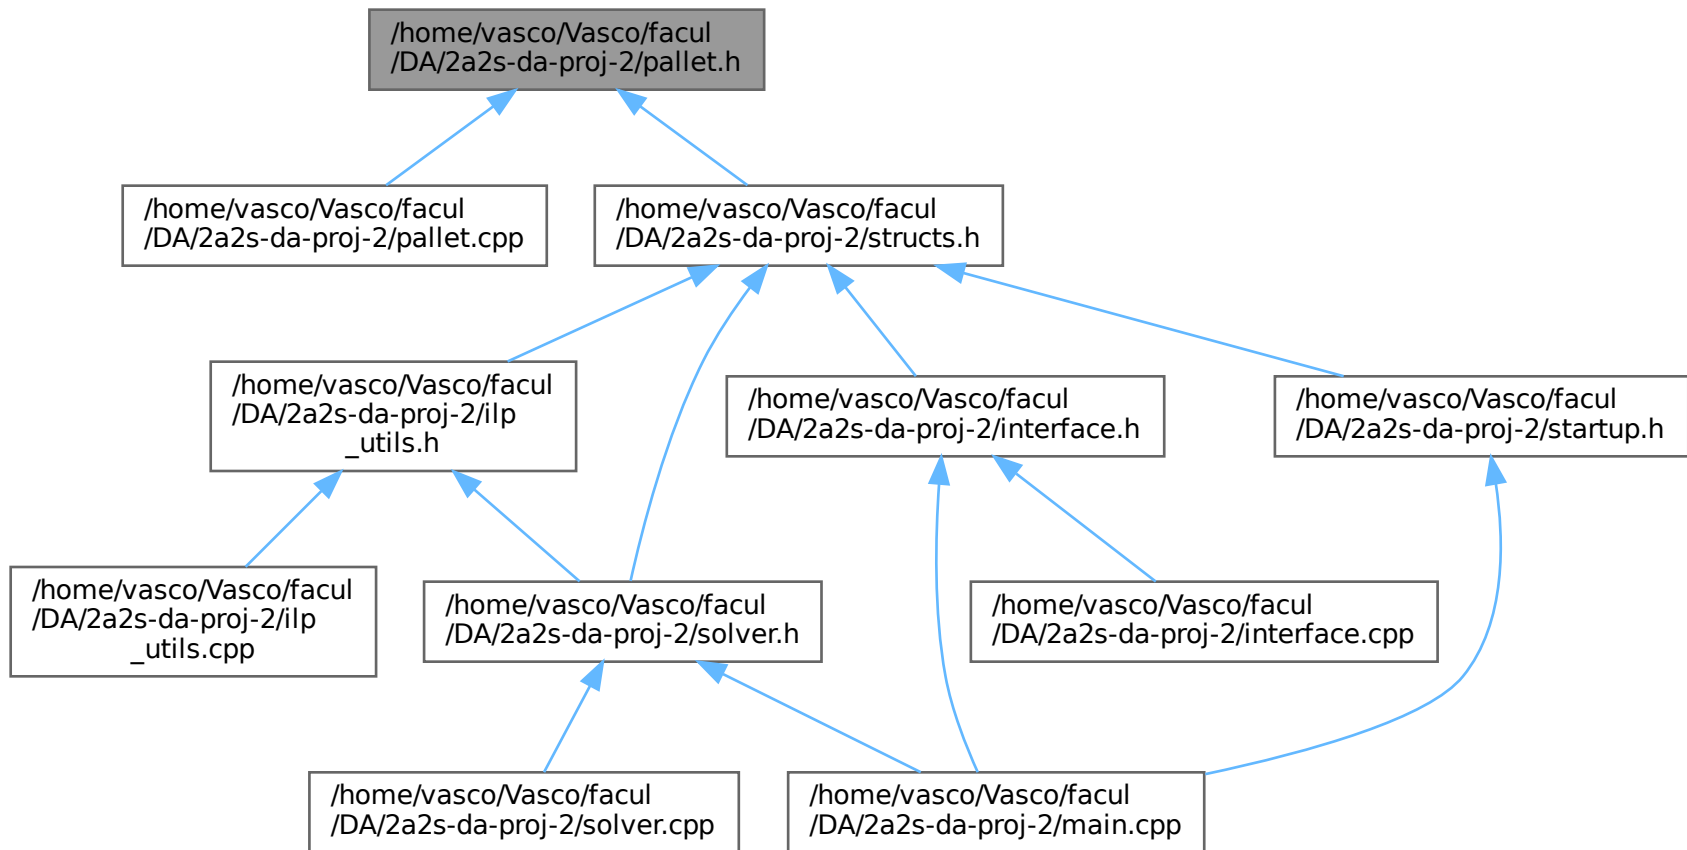 /home/vasco/Vasco/facul
/DA/2a2s-da-proj-2/pallet.h
/home/vasco/Vasco/facul
/DA/2a2s-da-proj-2/pallet.cpp
/home/vasco/Vasco/facul
/DA/2a2s-da-proj-2/structs.h
/home/vasco/Vasco/facul
/DA/2a2s-da-proj-2/ilp
_utils.h
/home/vasco/Vasco/facul
/DA/2a2s-da-proj-2/interface.h
/home/vasco/Vasco/facul
/DA/2a2s-da-proj-2/startup.h
/home/vasco/Vasco/facul
/DA/2a2s-da-proj-2/ilp
_utils.cpp
/home/vasco/Vasco/facul
/DA/2a2s-da-proj-2/solver.h
/home/vasco/Vasco/facul
/DA/2a2s-da-proj-2/interface.cpp
/home/vasco/Vasco/facul
/DA/2a2s-da-proj-2/solver.cpp
/home/vasco/Vasco/facul
/DA/2a2s-da-proj-2/main.cpp